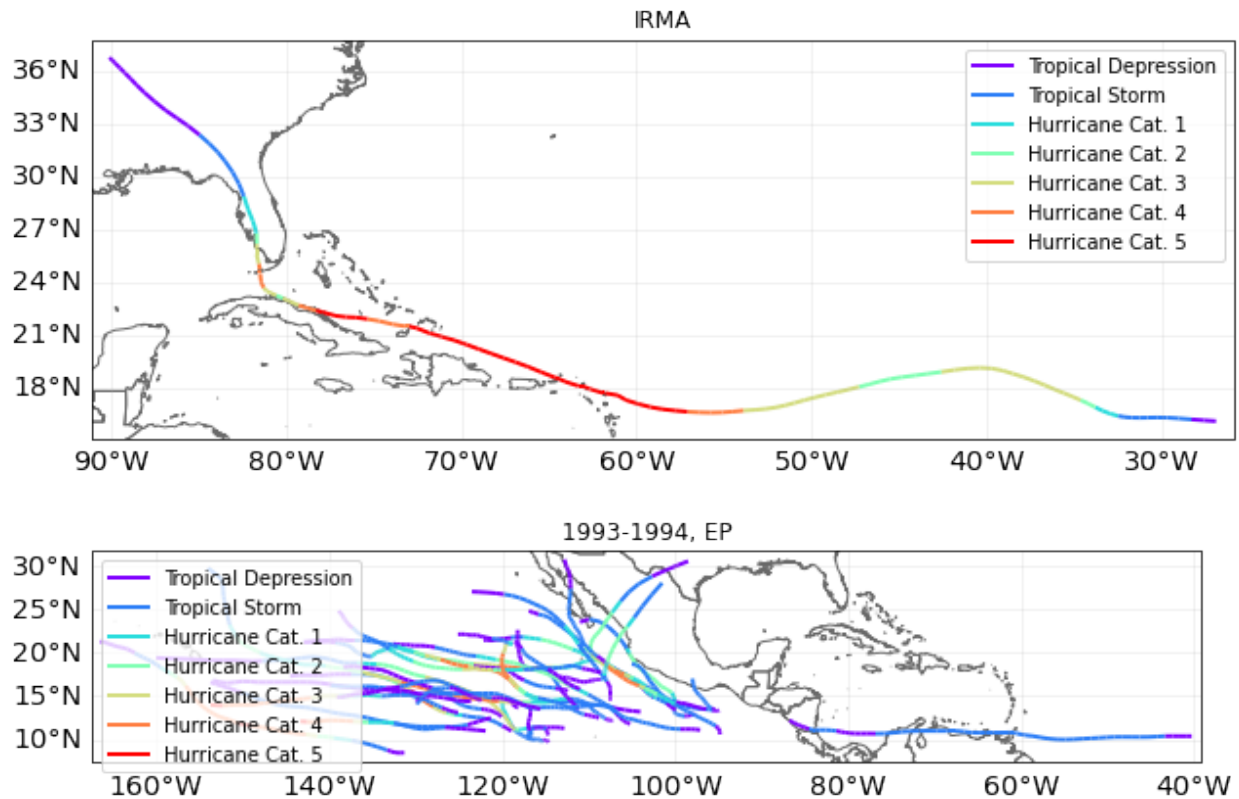 IRMA
36°N
33°N
30°N
27°N
24°N
21°N
18°N
Tropical Depression
Tropical Storm
Hurricane Cat. 1
Hurricane Cat. 2
Hurricane Cat. 3
Hurricane Cat. 4
Hurricane Cat. 5
90°W 80°W 70°W 60°W 50°W 40°W 30°W
1993-1994, EP
30°N
25°N
20°N
15°N
10°N
Tropical Depression
Tropical Storm
Hurricane Cat. 1
Hurricane Cat. 2
Hurricane Cat. 3
Hurricane Cat. 4
Hurricane Cat. 5
160°W 140°W 120°W 100°W 80°W 60°W 40°W